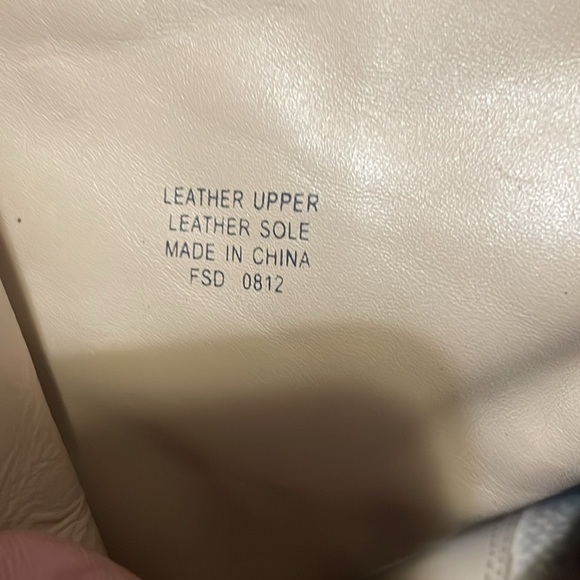 LEATHER UPPER
LEATHER SOLE
MADE IN CHINA
FSD 0812